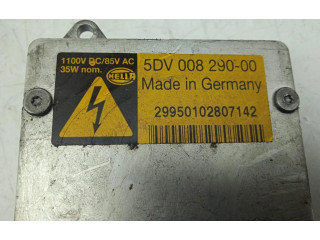 1100V DC/85V AC
35W nom.
HELLA
5DV 008 290-00
Made in Germany
29950102807142